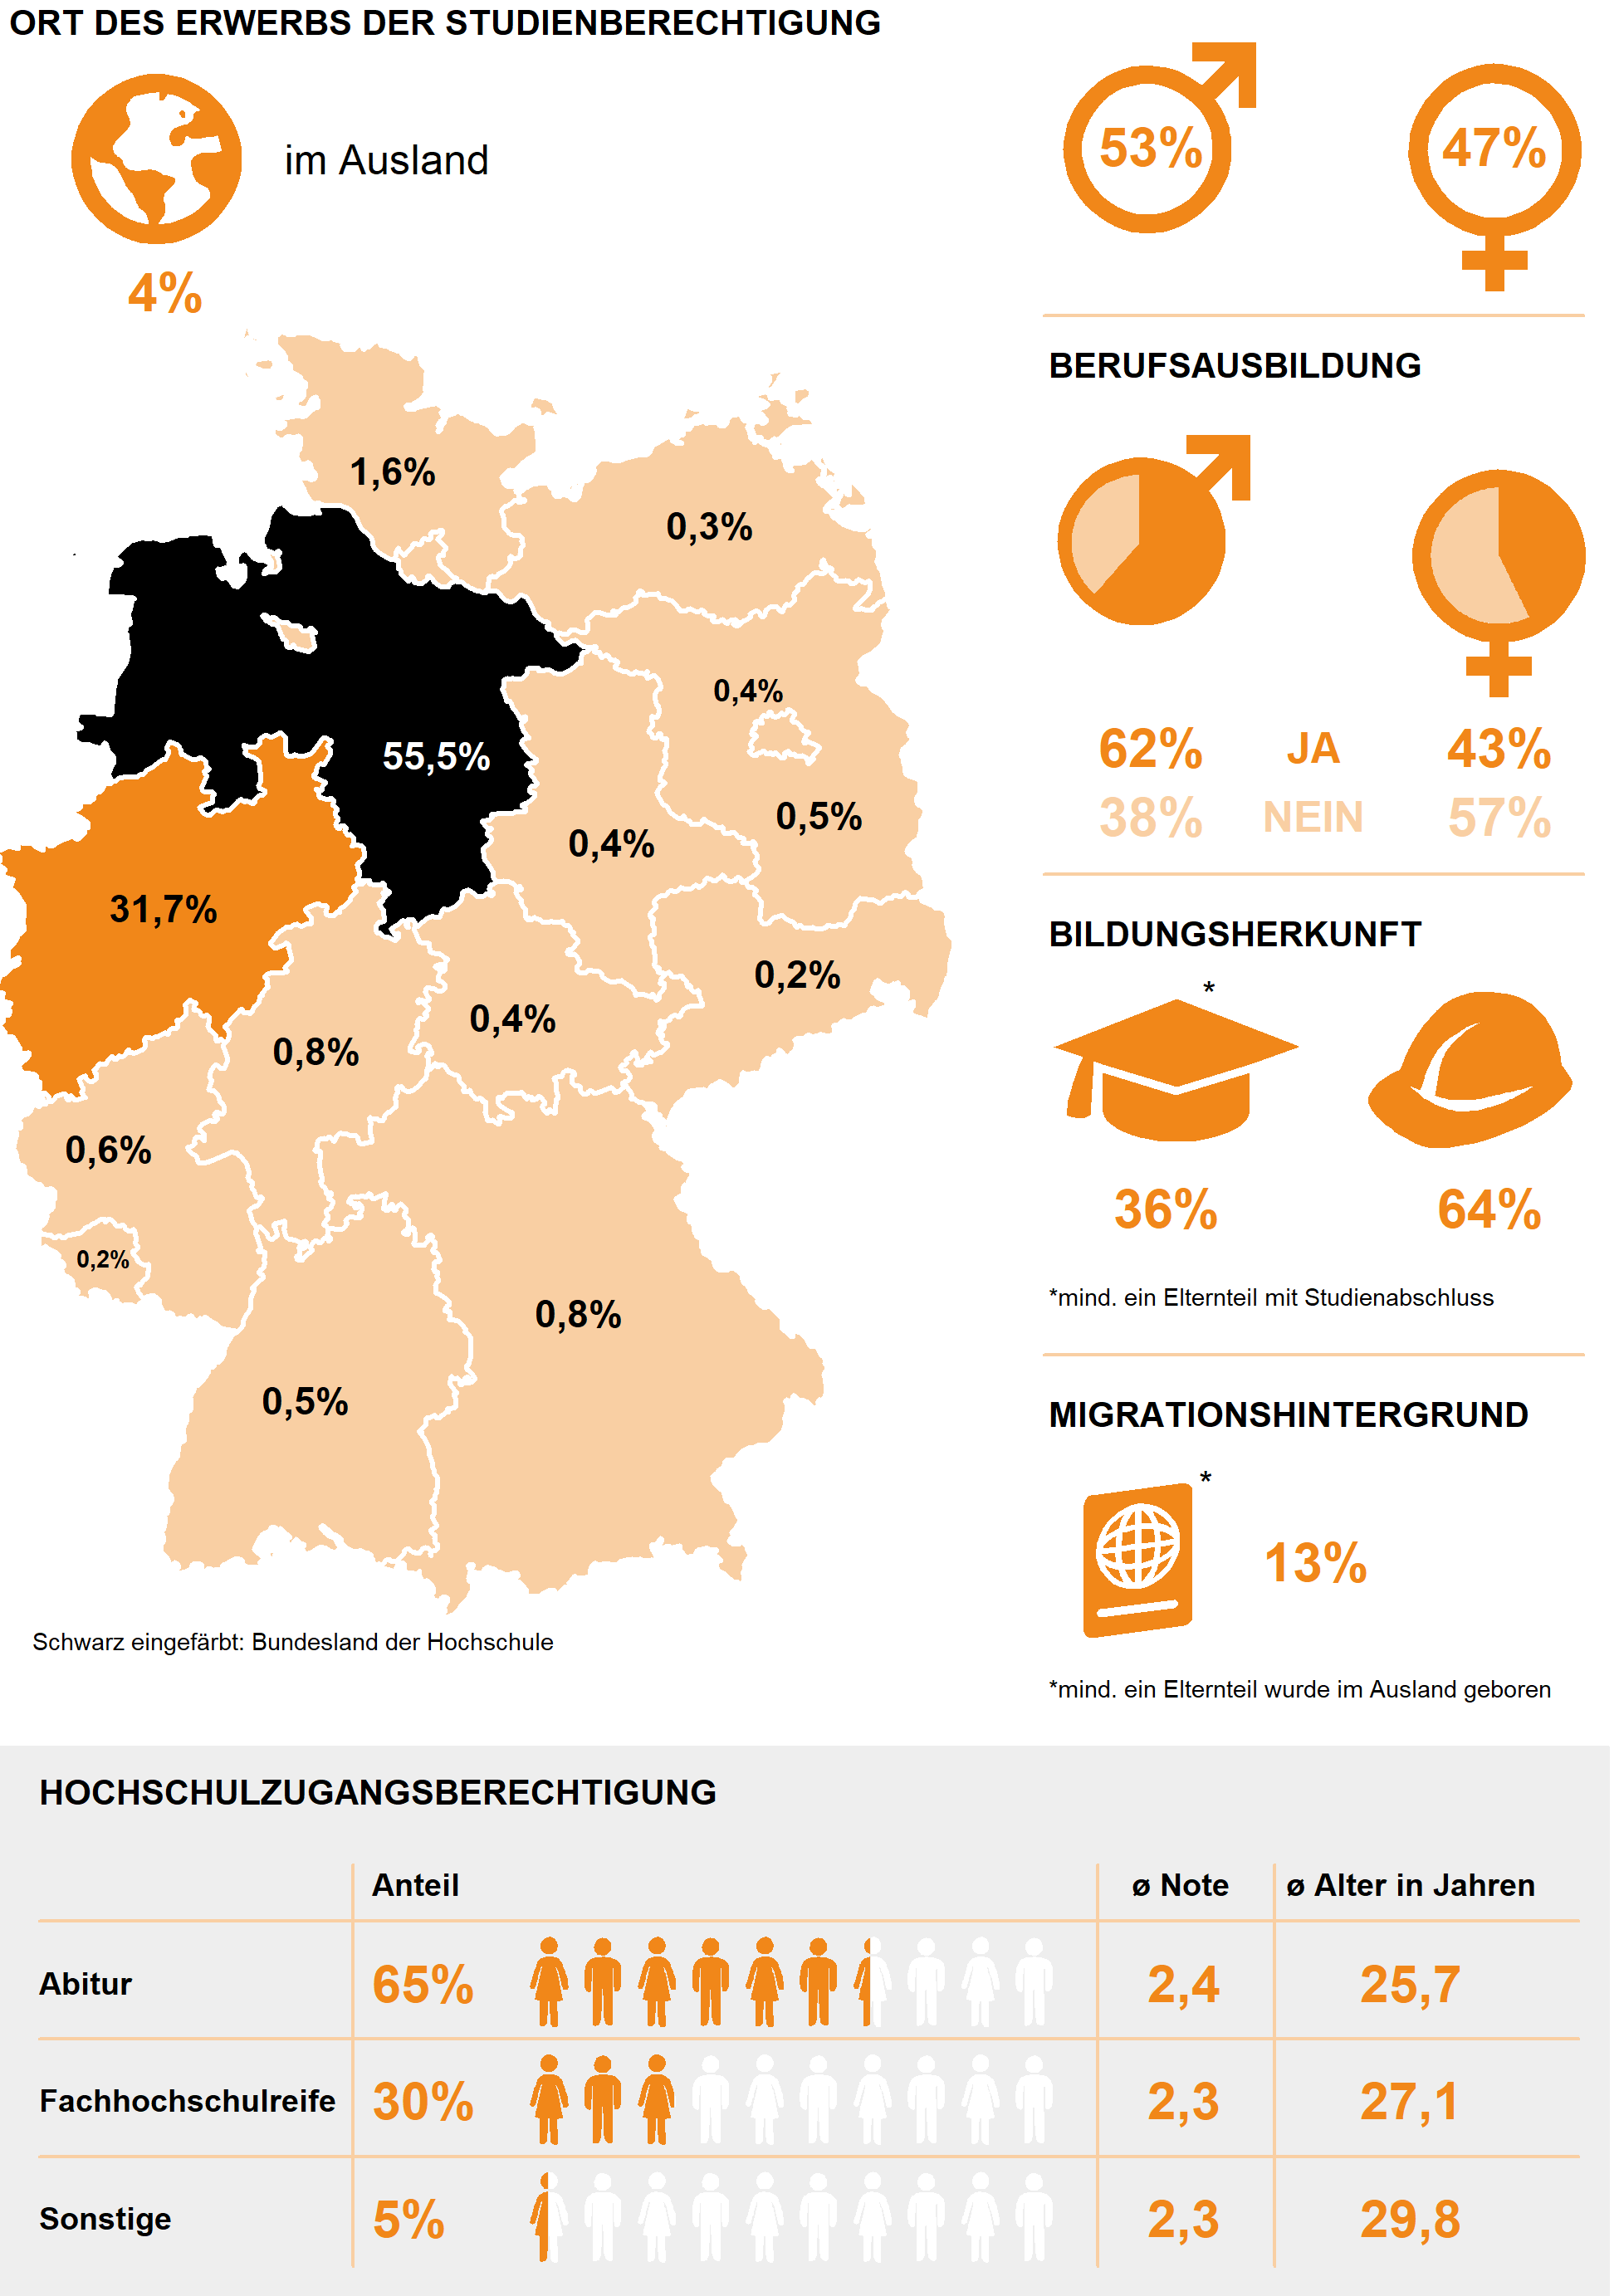 ORT DES ERWERBS DER STUDIENBERECHTIGUNG
im Ausland
4%
1,6%
0,3%
0,4%
55,5%
0,5%
0,4%
31,7%
0,2%
0,4%
0,8%
0,6%
0,2%
0,8%
0,5%
Schwarz eingefärbt: Bundesland der Hochschule
53% 47%
BERUFSAUSBILDUNG
62% JA 43%
38% NEIN 57%
BILDUNGSHERKUNFT
*
36% 64%
*mind. ein Elternteil mit Studienabschluss
MIGRATIONSHINTERGRUND
*
13%
*mind. ein Elternteil wurde im Ausland geboren
HOCHSCHULZUGANGSBERECHTIGUNG
Anteil ø Note ø Alter in Jahren
Abitur 65% 2,4 25,7
Fachhochschulreife 30% 2,3 27,1
Sonstige 5% 2,3 29,8